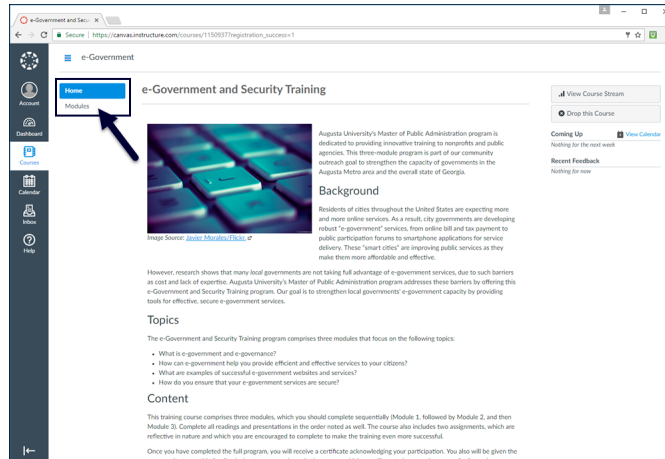 e-Government and Secu
Secure | https://canvas.instructure.com/courses/1150937?registration_success=1
e-Government
Account
Dashboard
Courses
Calendar
Inbox
Help
Home
Modules
e-Government and Security Training
Image Source: Javier Morales/Flickr.
Augusta University's Master of Public Administration program is
dedicated to providing innovative training to nonprofits and public
agencies. This three-module program is part of our community
outreach goal to strengthen the capacity of governments in the
Augusta Metro area and the overall state of Georgia.
Background
Residents of cities throughout the United States are expecting more
and more online services. As a result, city governments are developing
robust "e-government" services, from online bill and tax payment to
public participation forums to smartphone applications for service
delivery. These "smart cities" are improving public services as they
make them more affordable and effective.
However, research shows that many local governments are not taking full advantage of e-government services, due to such barriers
as cost and lack of expertise. Augusta University's Master of Public Administration program addresses these barriers by offering this
e-Government and Security Training program. Our goal is to strengthen local governments' e-government capacity by providing
tools for effective, secure e-government services.
Topics
The e-Government and Security Training program comprises three modules that focus on the following topics:
• What is e-government and e-governance?
• How can e-government help you provide efficient and effective services to your citizens?
• What are examples of successful e-government websites and services?
• How do you ensure that your e-government services are secure?
Content
This training course comprises three modules, which you should complete sequentially (Module 1, followed by Module 2, and then
Module 3). Complete all readings and presentations in the order noted as well. The course also includes two assignments, which are
reflective in nature and which you are encouraged to complete to make the training even more successful.
Once you have completed the full program, you will receive a certificate acknowledging your participation. You also will be given the
View Course Stream
Drop this Course
Coming Up
View Calendar
Nothing for the next week
Recent Feedback
Nothing for now